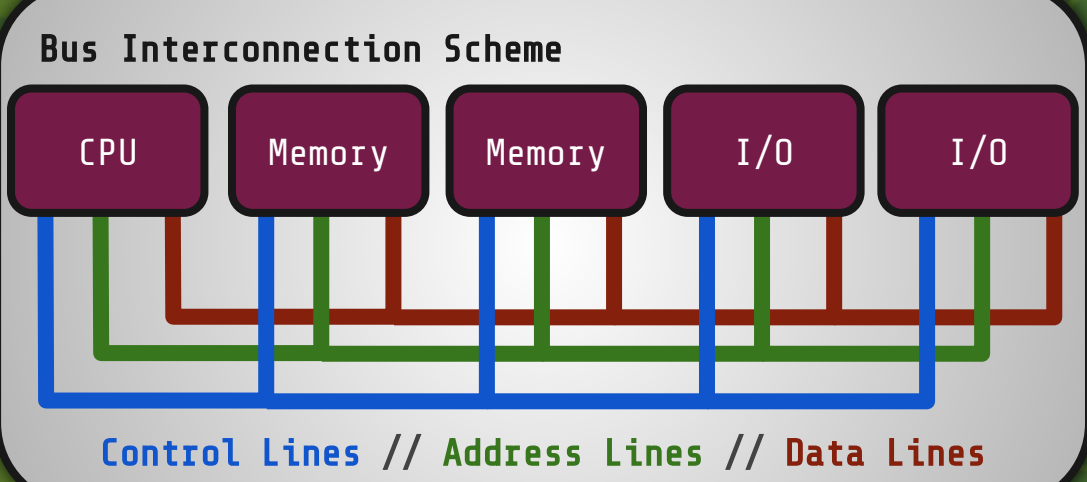 Bus Interconnection Scheme
CPU
Memory
Memory
I/O
I/O
Control Lines // Address Lines // Data Lines